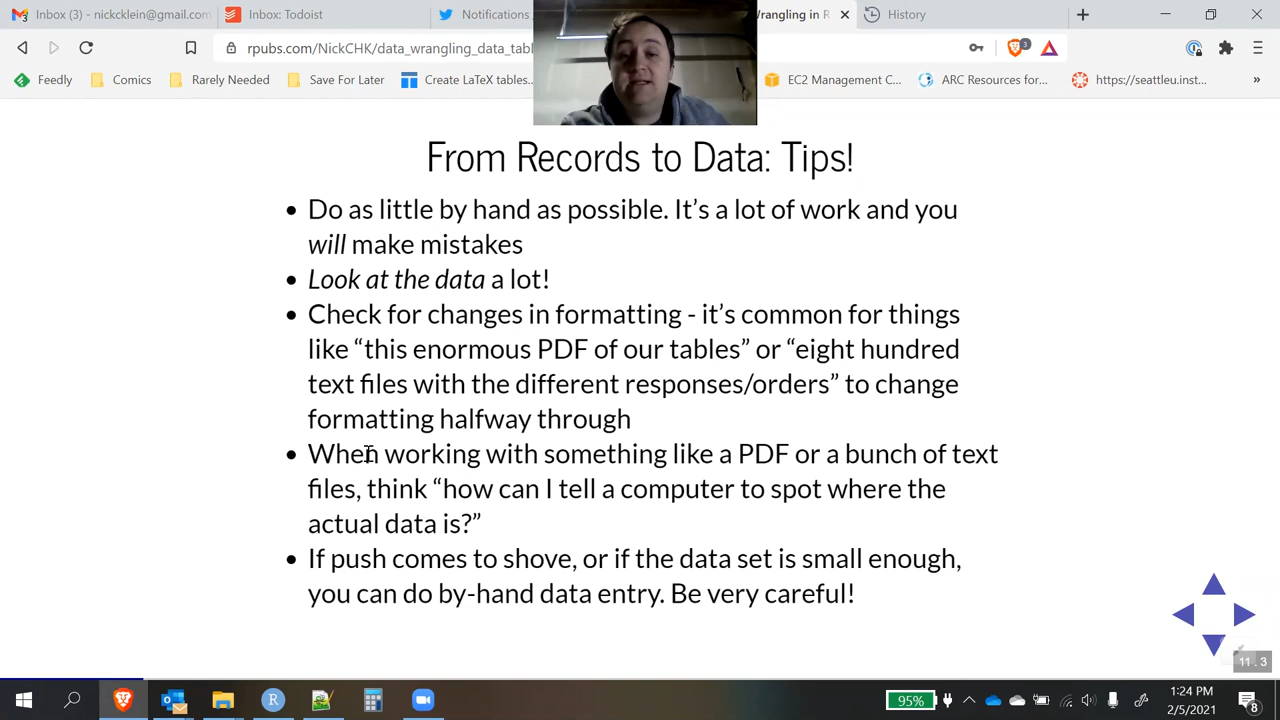 Inbox (3) - nickcklein@gmail.com
Inbox: Todoist
Notifications
Wrangling in R
History
rpubs.com/NickCHK/data_wrangling_data_tabl
3
Feedly
Comics
Rarely Needed
Save For Later
Create LaTeX tables...
EC2 Management C...
ARC Resources for...
https://seattleu.inst...
From Records to Data: Tips!
Do as little by hand as possible. It’s a lot of work and you
will make mistakes
Look at the data a lot!
Check for changes in formatting - it’s common for things
like “this enormous PDF of our tables” or “eight hundred
text files with the different responses/orders” to change
formatting halfway through
When working with something like a PDF or a bunch of text
files, think “how can I tell a computer to spot where the
actual data is?”
If push comes to shove, or if the data set is small enough,
you can do by-hand data entry. Be very careful!
11.3
95%
1:24 PM
2/5/2021
8